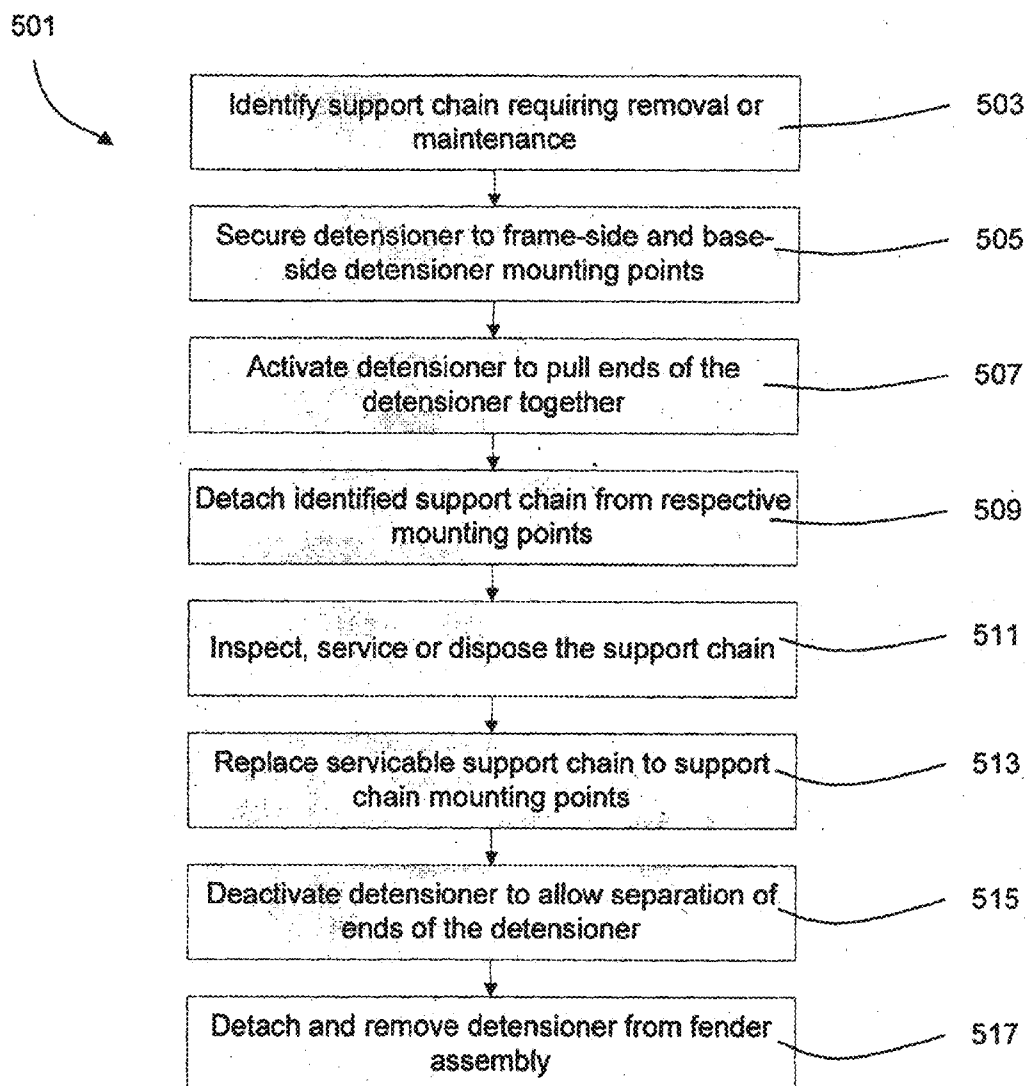 501
Identify support chain requiring removal or
maintenance
503
Secure detensioner to frame-side and base-
side detensioner mounting points
505
Activate detensioner to pull ends of the
detensioner together
507
Detach identified support chain from respective
mounting points
509
Inspect, service or dispose the support chain
511
Replace servicable support chain to support
chain mounting points
513
Deactivate detensioner to allow separation of
ends of the detensioner
515
Detach and remove detensioner from fender
assembly
517